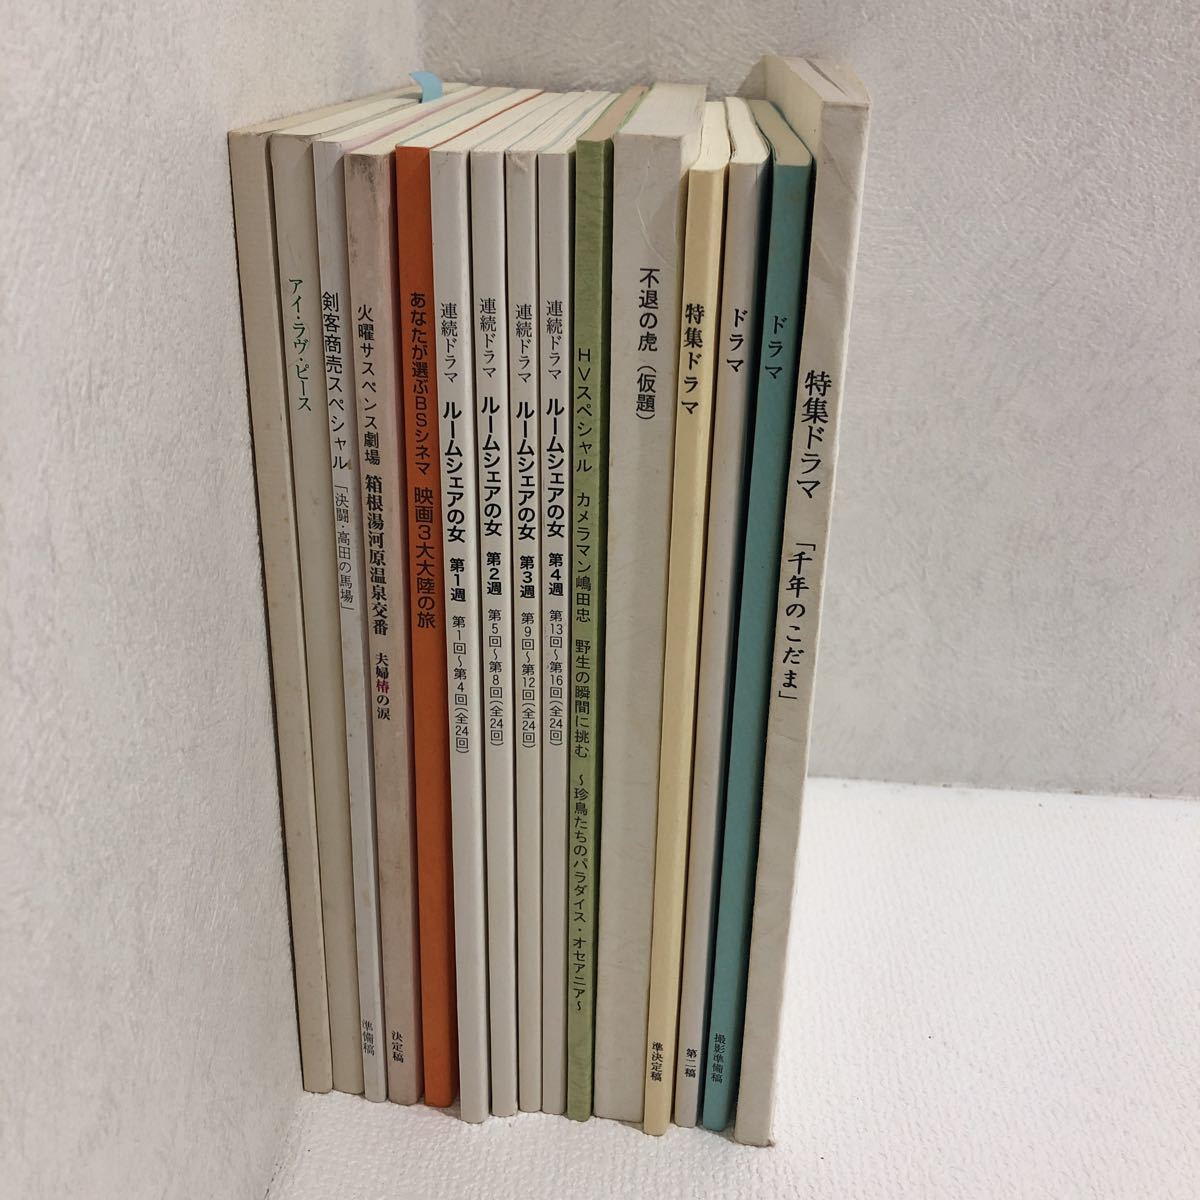 アイ・ラヴ・ピース
剣客商売スペシャル 「決闘・高田の馬場」 準備稿
火曜サスペンス劇場 箱根湯河原温泉交番 夫婦椿の涙 決定稿
あなたが選ぶBSシネマ 映画3大大陸の旅
連続ドラマ ルームシェアの女 第1週 第1回〜第4回(全24回)
連続ドラマ ルームシェアの女 第2週 第5回〜第8回(全24回)
連続ドラマ ルームシェアの女 第3週 第9回〜第12回(全24回)
連続ドラマ ルームシェアの女 第4週 第13回〜第16回(全24回)
HVスペシャル カメラマン嶋田忠 野生の瞬間に挑む 〜珍鳥たちのパラダイス・オセアニア〜
不退の虎(仮題)
特集ドラマ 準決定稿
ドラマ 第二稿
ドラマ 撮影準備稿
特集ドラマ 「千年のこだま」